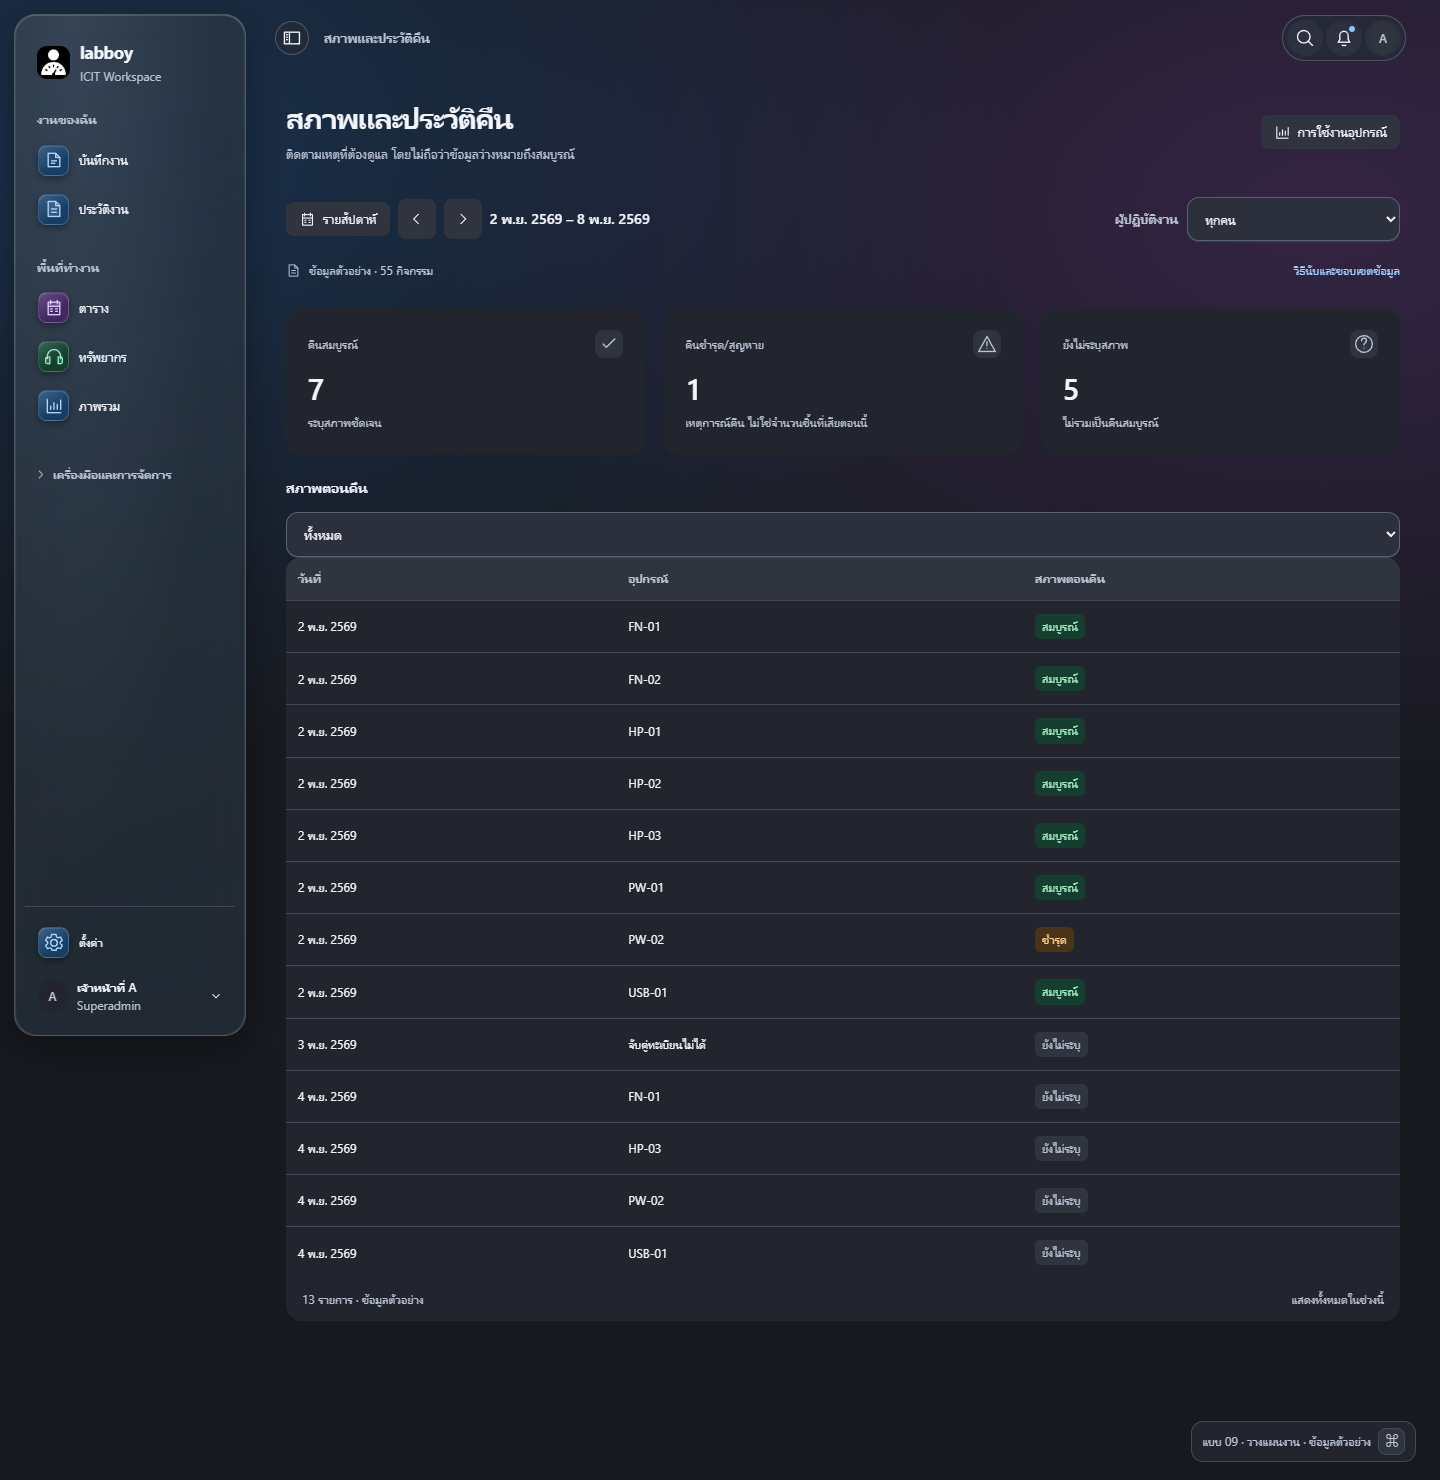 labboy
ICIT Workspace
งานของฉัน
บันทึกงาน
ประวัติงาน
พื้นที่ทำงาน
ตาราง
ทรัพยากร
ภาพรวม
เครื่องมือและการจัดการ
ตั้งค่า
A
เจ้าหน้าที่ A
Superadmin
สภาพและประวัติคืน
A
สภาพและประวัติคืน
ติดตามเหตุที่ต้องดูแล โดยไม่ถือว่าข้อมูลว่างหมายถึงสมบูรณ์
การใช้งานอุปกรณ์
รายสัปดาห์
2 พ.ย. 2569 – 8 พ.ย. 2569
ผู้ปฏิบัติงาน
ทุกคน
ข้อมูลตัวอย่าง · 55 กิจกรรม
วิธีนับและขอบเขตข้อมูล
คืนสมบูรณ์
7
ระบุสภาพชัดเจน
คืนชำรุด/สูญหาย
1
เหตุการณ์คืน ไม่ใช่จำนวนชิ้นที่เสียตอนนี้
ยังไม่ระบุสภาพ
5
ไม่รวมเป็นคืนสมบูรณ์
สภาพตอนคืน
ทั้งหมด
วันที่ อุปกรณ์ สภาพตอนคืน
2 พ.ย. 2569 FN-01 สมบูรณ์
2 พ.ย. 2569 FN-02 สมบูรณ์
2 พ.ย. 2569 HP-01 สมบูรณ์
2 พ.ย. 2569 HP-02 สมบูรณ์
2 พ.ย. 2569 HP-03 สมบูรณ์
2 พ.ย. 2569 PW-01 สมบูรณ์
2 พ.ย. 2569 PW-02 ชำรุด
2 พ.ย. 2569 USB-01 สมบูรณ์
3 พ.ย. 2569 จับคู่ทะเบียนไม่ได้ ยังไม่ระบุ
4 พ.ย. 2569 FN-01 ยังไม่ระบุ
4 พ.ย. 2569 HP-03 ยังไม่ระบุ
4 พ.ย. 2569 PW-02 ยังไม่ระบุ
4 พ.ย. 2569 USB-01 ยังไม่ระบุ
13 รายการ · ข้อมูลตัวอย่าง
แสดงทั้งหมดในช่วงนี้
แบบ 09 · วางแผนงาน · ข้อมูลตัวอย่าง ⌘